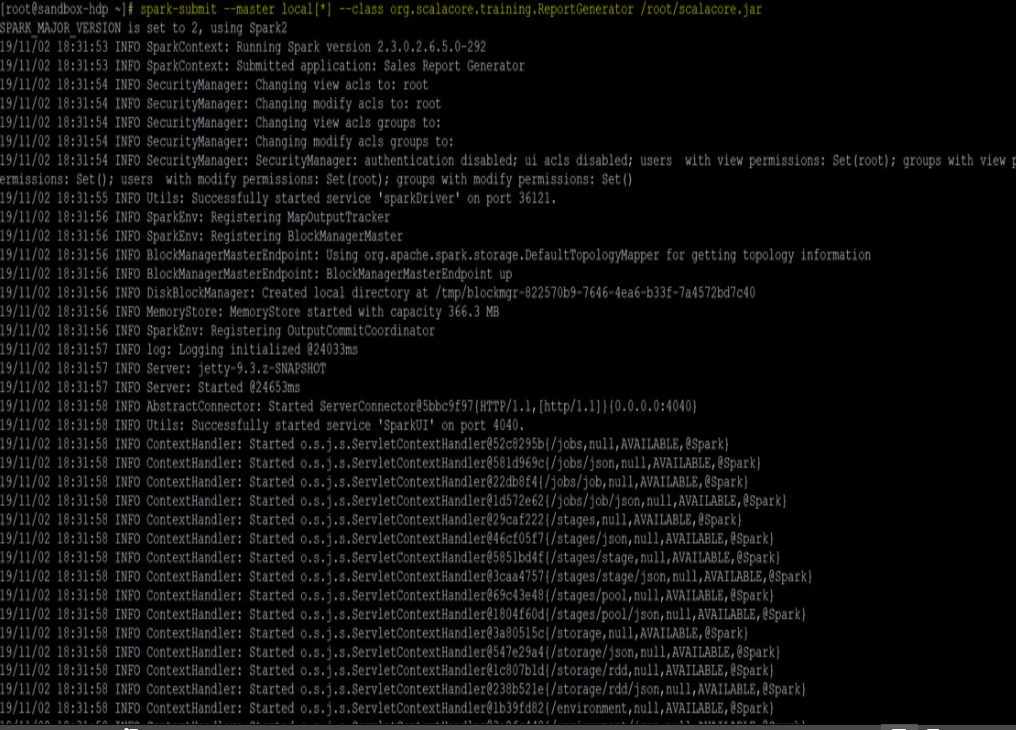 [root@sandbox-hdp ~]# spark-submit --master local[*] --class org.scalacore.training.ReportGenerator /root/scalacore.jar
SPARK_MAJOR_VERSION is set to 2, using Spark2
19/11/02 18:31:53 INFO SparkContext: Running Spark version 2.3.0.2.6.5.0-292
19/11/02 18:31:53 INFO SparkContext: Submitted application: Sales Report Generator
19/11/02 18:31:54 INFO SecurityManager: Changing view acls to: root
19/11/02 18:31:54 INFO SecurityManager: Changing modify acls to: root
19/11/02 18:31:54 INFO SecurityManager: Changing view acls groups to:
19/11/02 18:31:54 INFO SecurityManager: Changing modify acls groups to:
19/11/02 18:31:54 INFO SecurityManager: SecurityManager: authentication disabled; ui acls disabled; users  with view permissions: Set(root); groups with view p
ermissions: Set(); users  with modify permissions: Set(root); groups with modify permissions: Set()
19/11/02 18:31:55 INFO Utils: Successfully started service 'sparkDriver' on port 36121.
19/11/02 18:31:56 INFO SparkEnv: Registering MapOutputTracker
19/11/02 18:31:56 INFO SparkEnv: Registering BlockManagerMaster
19/11/02 18:31:56 INFO BlockManagerMasterEndpoint: Using org.apache.spark.storage.DefaultTopologyMapper for getting topology information
19/11/02 18:31:56 INFO BlockManagerMasterEndpoint: BlockManagerMasterEndpoint up
19/11/02 18:31:56 INFO DiskBlockManager: Created local directory at /tmp/blockmgr-822570b9-7646-4ea6-b33f-7a4572bd7c40
19/11/02 18:31:56 INFO MemoryStore: MemoryStore started with capacity 366.3 MB
19/11/02 18:31:56 INFO SparkEnv: Registering OutputCommitCoordinator
19/11/02 18:31:57 INFO log: Logging initialized @24033ms
19/11/02 18:31:57 INFO Server: jetty-9.3.z-SNAPSHOT
19/11/02 18:31:57 INFO Server: Started @24653ms
19/11/02 18:31:58 INFO AbstractConnector: Started ServerConnector@5bbc9f97{HTTP/1.1,[http/1.1]}{0.0.0.0:4040}
19/11/02 18:31:58 INFO Utils: Successfully started service 'SparkUI' on port 4040.
19/11/02 18:31:58 INFO ContextHandler: Started o.s.j.s.ServletContextHandler@52c8295b{/jobs,null,AVAILABLE,@Spark}
19/11/02 18:31:58 INFO ContextHandler: Started o.s.j.s.ServletContextHandler@581d969c{/jobs/json,null,AVAILABLE,@Spark}
19/11/02 18:31:58 INFO ContextHandler: Started o.s.j.s.ServletContextHandler@22db8f4{/jobs/job,null,AVAILABLE,@Spark}
19/11/02 18:31:58 INFO ContextHandler: Started o.s.j.s.ServletContextHandler@1d572e62{/jobs/job/json,null,AVAILABLE,@Spark}
19/11/02 18:31:58 INFO ContextHandler: Started o.s.j.s.ServletContextHandler@29caf222{/stages,null,AVAILABLE,@Spark}
19/11/02 18:31:58 INFO ContextHandler: Started o.s.j.s.ServletContextHandler@46cf05f7{/stages/json,null,AVAILABLE,@Spark}
19/11/02 18:31:58 INFO ContextHandler: Started o.s.j.s.ServletContextHandler@5851bd4f{/stages/stage,null,AVAILABLE,@Spark}
19/11/02 18:31:58 INFO ContextHandler: Started o.s.j.s.ServletContextHandler@3caa4757{/stages/stage/json,null,AVAILABLE,@Spark}
19/11/02 18:31:58 INFO ContextHandler: Started o.s.j.s.ServletContextHandler@69c43e48{/stages/pool,null,AVAILABLE,@Spark}
19/11/02 18:31:58 INFO ContextHandler: Started o.s.j.s.ServletContextHandler@1804f60d{/stages/pool/json,null,AVAILABLE,@Spark}
19/11/02 18:31:58 INFO ContextHandler: Started o.s.j.s.ServletContextHandler@3a80515c{/storage,null,AVAILABLE,@Spark}
19/11/02 18:31:58 INFO ContextHandler: Started o.s.j.s.ServletContextHandler@547e29a4{/storage/json,null,AVAILABLE,@Spark}
19/11/02 18:31:58 INFO ContextHandler: Started o.s.j.s.ServletContextHandler@1c807b1d{/storage/rdd,null,AVAILABLE,@Spark}
19/11/02 18:31:58 INFO ContextHandler: Started o.s.j.s.ServletContextHandler@238b521e{/storage/rdd/json,null,AVAILABLE,@Spark}
19/11/02 18:31:58 INFO ContextHandler: Started o.s.j.s.ServletContextHandler@1b39fd82{/environment,null,AVAILABLE,@Spark}